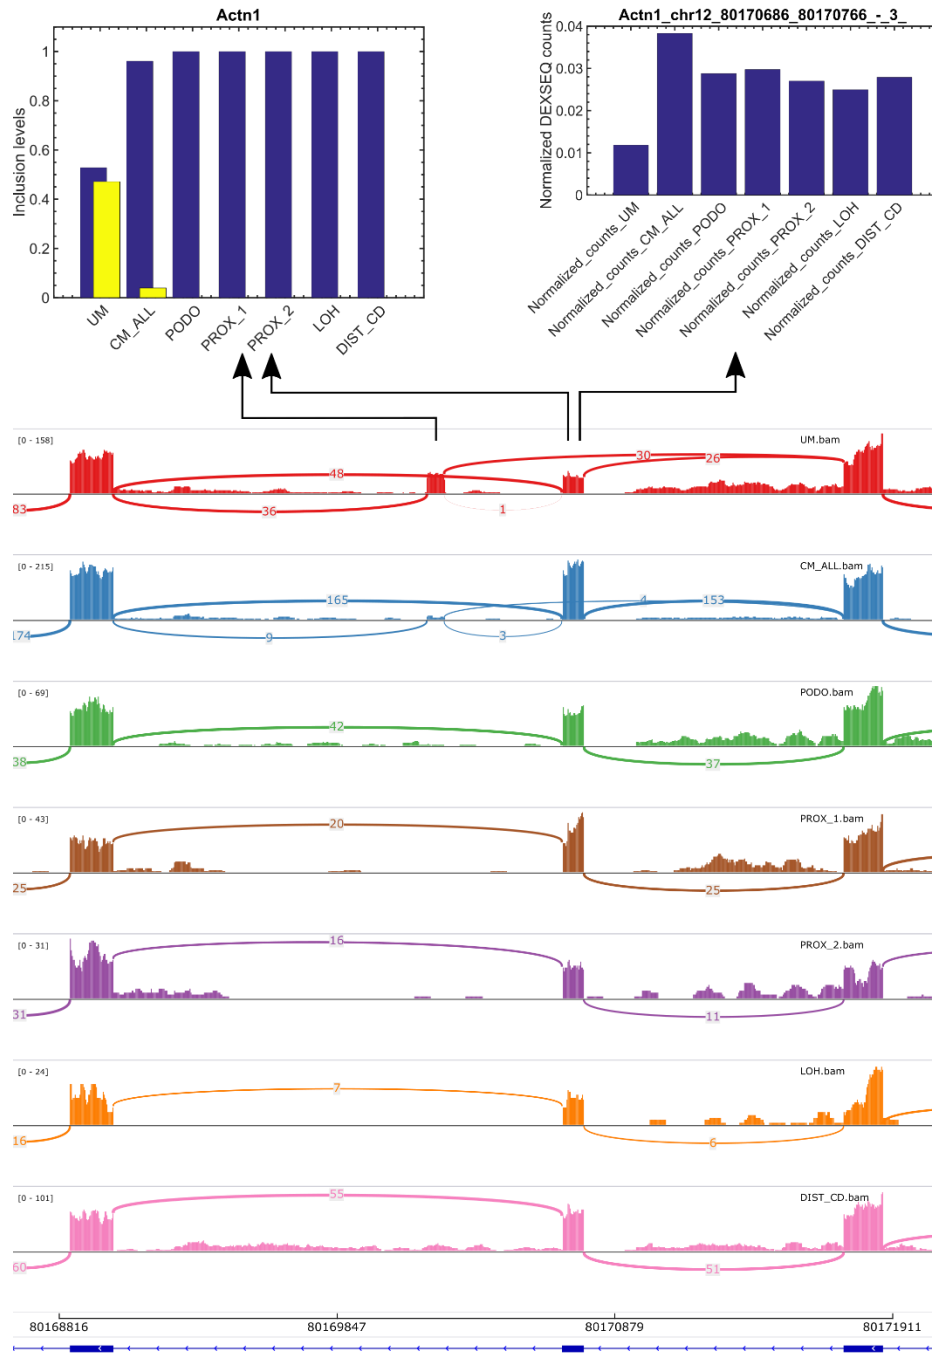 Actn1
Inclusion levels
1
0.8
0.6
0.4
0.2
0
UM
CM_ALL
PODO
PROX_1
PROX_2
LOH
DIST_CD
Actn1_chr12_80170686_80170766_-_3_
Normalized DEXSEQ counts
0.04
0.03
0.02
0.01
0
Normalized_counts_UM
Normalized_counts_CM_ALL
Normalized_counts_PODO
Normalized_counts_PROX_1
Normalized_counts_PROX_2
Normalized_counts_LOH
Normalized_counts_DIST_CD
[0 - 158]
UM.bam
30
26
48
83
36
1
[0 - 215]
CM_ALL.bam
165
4
153
174
9
3
[0 - 69]
PODO.bam
42
38
37
[0 - 43]
PROX_1.bam
20
25
25
[0 - 31]
PROX_2.bam
16
31
11
[0 - 24]
LOH.bam
7
16
6
[0 - 101]
DIST_CD.bam
55
60
51
80168816
80169847
80170879
80171911